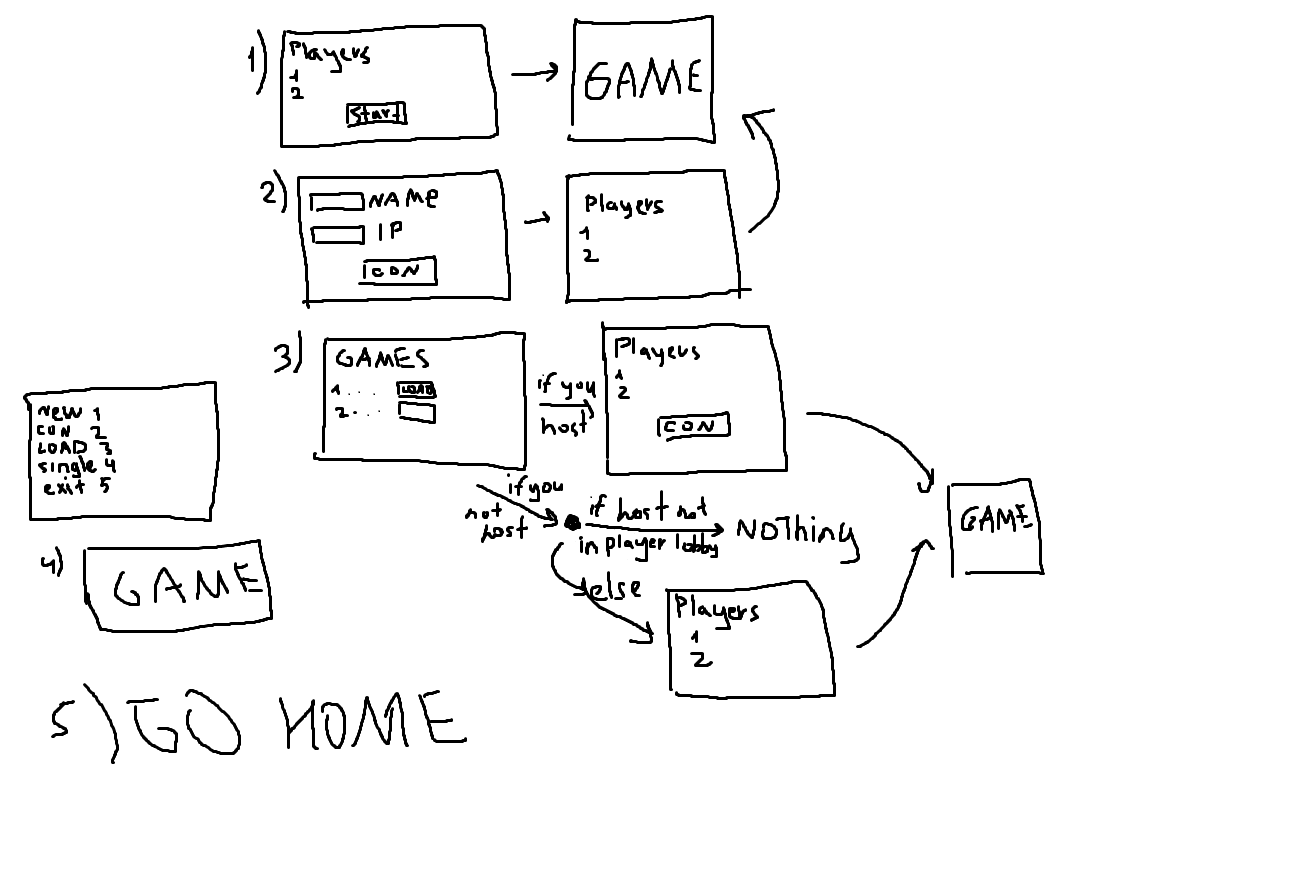 1)
Players
1
2
Start
GAME
2)
NAME
IP
CON
Players
1
2
3)
GAMES
1....
LOAD
2....
if you
host
Players
1
2
CON
new 1
CON 2
LOAD 3
single 4
exit 5
if you
not
host
if host not
in player lobby
NOThing
else
Players
1
2
GAME
4)
GAME
5) GO HOME